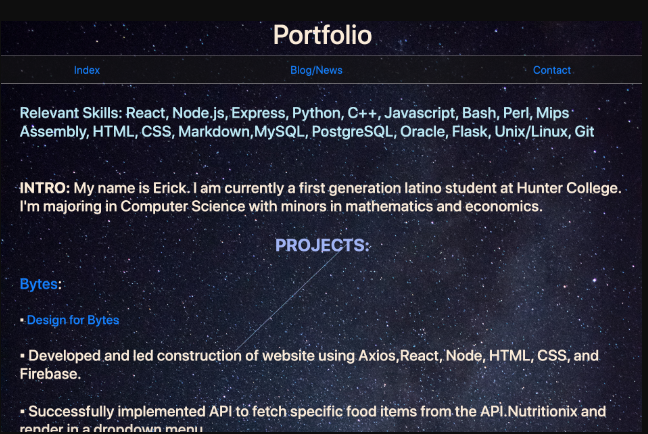 Portfolio
Index Blog/News Contact
Relevant Skills: React, Node.js, Express, Python, C++, Javascript, Bash, Perl, Mips
Assembly, HTML, CSS, Markdown,MySQL, PostgreSQL, Oracle, Flask, Unix/Linux, Git
INTRO: My name is Erick. I am currently a first generation latino student at Hunter College.
I'm majoring in Computer Science with minors in mathematics and economics.
PROJECTS:
Bytes:
▪ Design for Bytes
▪ Developed and led construction of website using Axios,React, Node, HTML, CSS, and
Firebase.
▪ Successfully implemented API to fetch specific food items from the API Nutritionix and
render in a dropdown menu